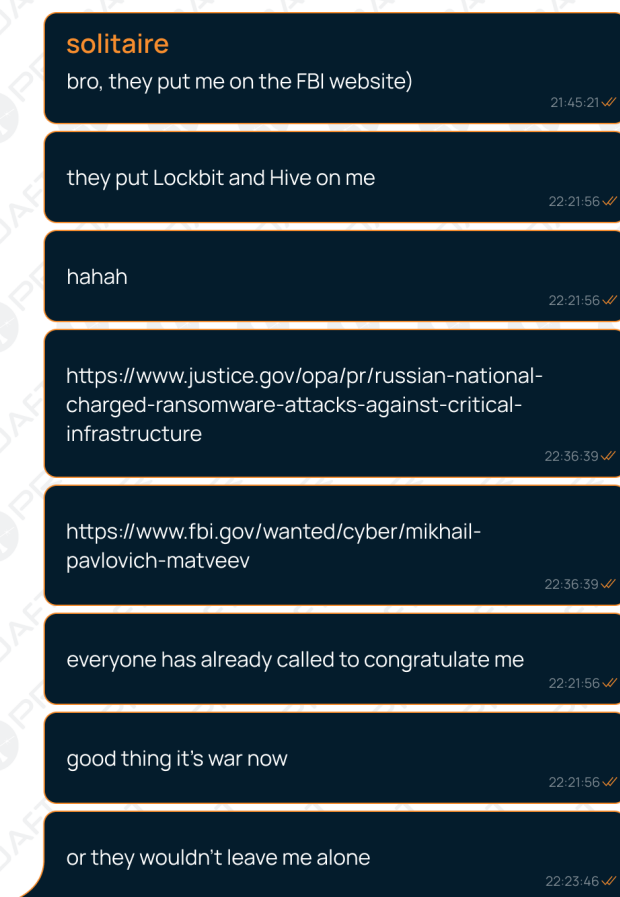 solitaire
bro, they put me on the FBI website)
21:45:21
they put Lockbit and Hive on me
22:21:56
hahah
22:21:56
https://www.justice.gov/opa/pr/russian-national-
charged-ransomware-attacks-against-critical-
infrastructure
22:36:39
https://www.fbi.gov/wanted/cyber/mikhail-
pavlovich-matveev
22:36:39
everyone has already called to congratulate me
22:21:56
good thing it's war now
22:21:56
or they wouldn't leave me alone
22:23:46